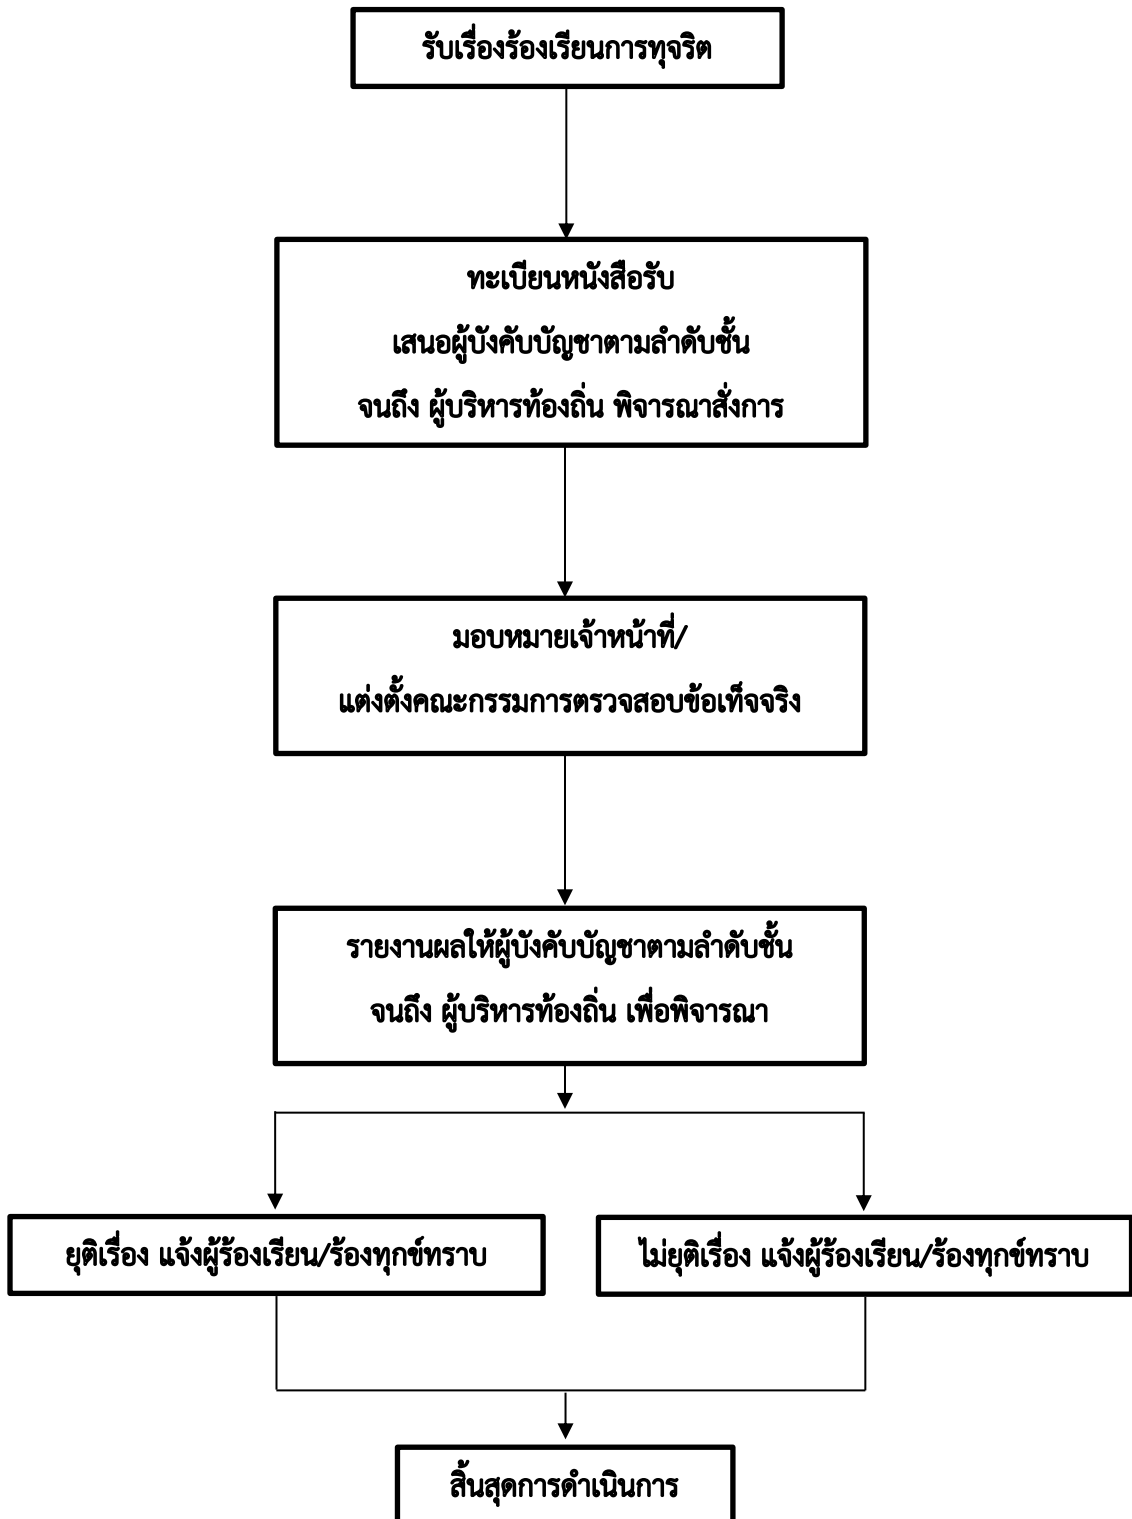 รับเรื่องร้องเรียนการทุจริต
ทะเบียนหนังสือรับ
เสนอผู้บังคับบัญชาตามลำดับชั้น
จนถึง ผู้บริหารท้องถิ่น พิจารณาสั่งการ
มอบหมายเจ้าหน้าที่/
แต่งตั้งคณะกรรมการตรวจสอบข้อเท็จจริง
รายงานผลให้ผู้บังคับบัญชาตามลำดับชั้น
จนถึง ผู้บริหารท้องถิ่น เพื่อพิจารณา
ยุติเรื่อง แจ้งผู้ร้องเรียน/ร้องทุกข์ทราบ
ไม่ยุติเรื่อง แจ้งผู้ร้องเรียน/ร้องทุกข์ทราบ
สิ้นสุดการดำเนินการ